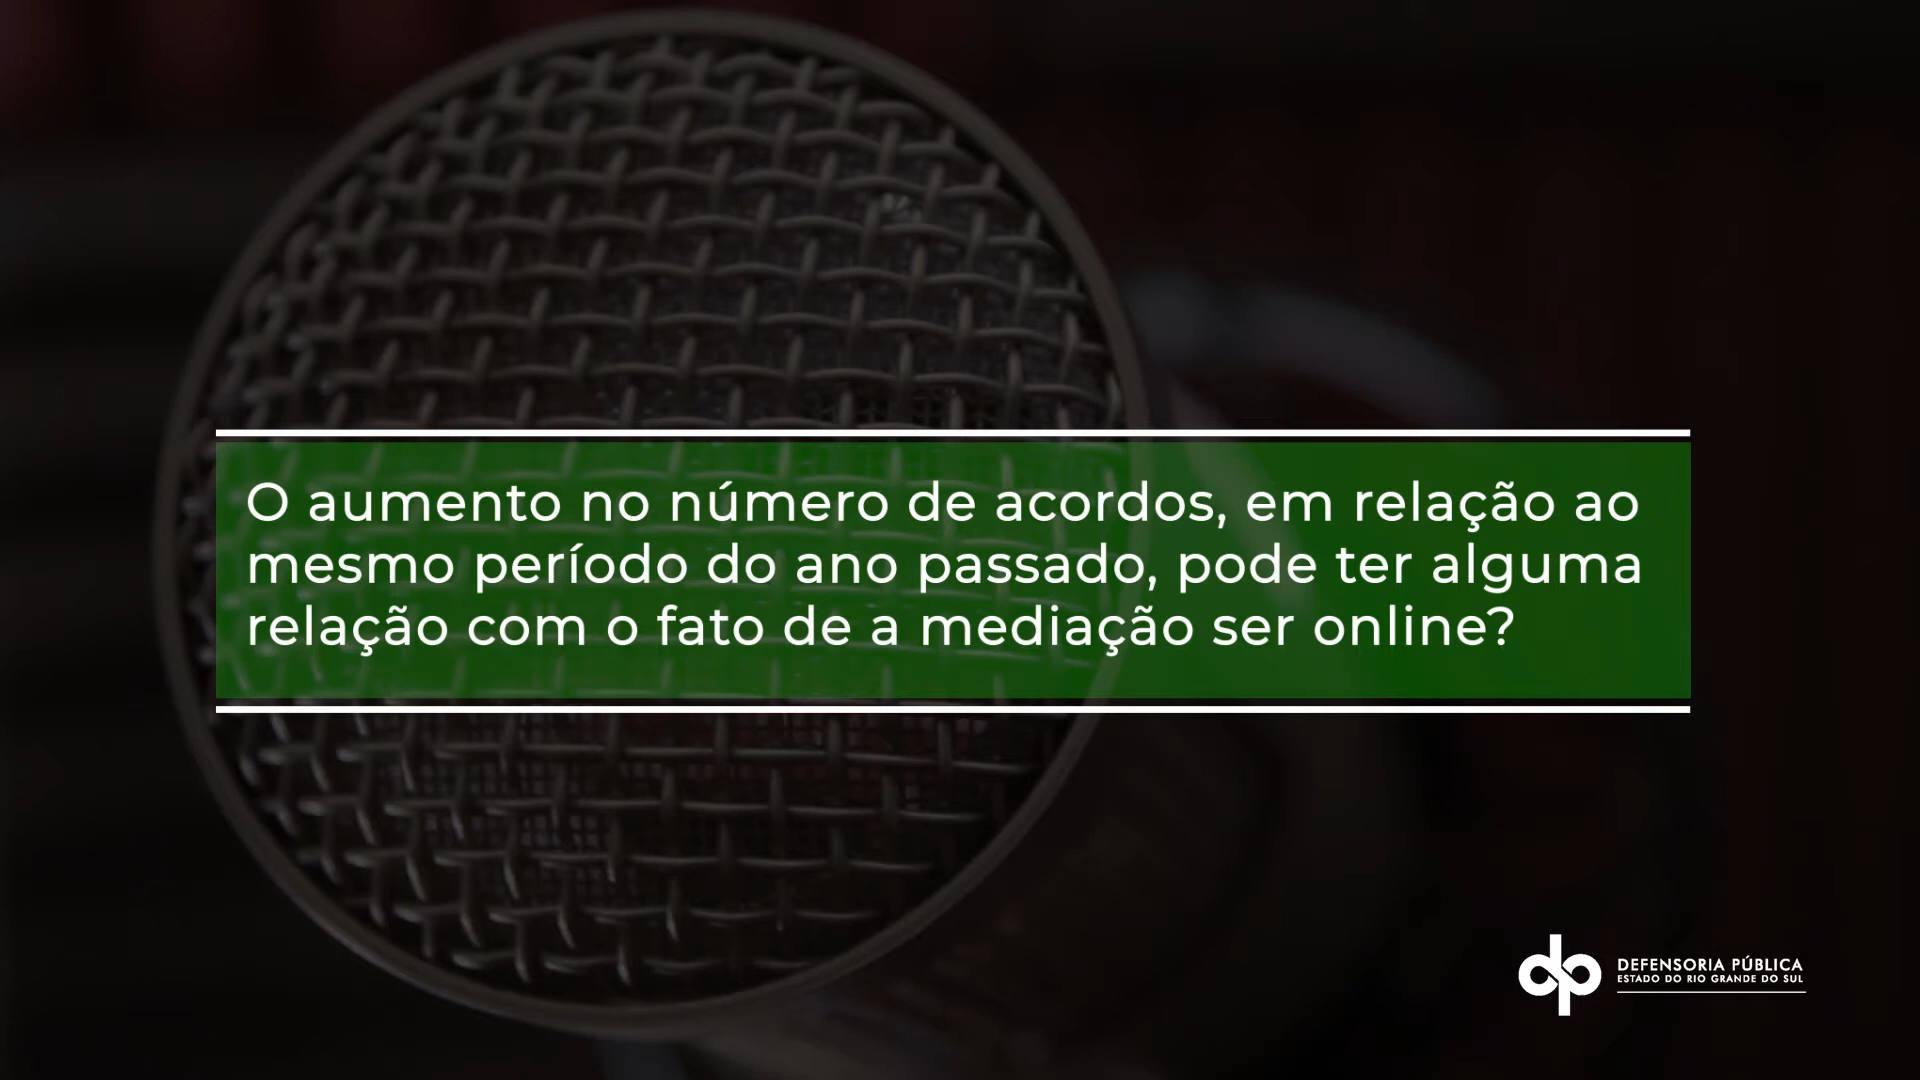 O aumento no número de acordos, em relação ao
mesmo período do ano passado, pode ter alguma
relação com o fato de a mediação ser online?
dp
DEFENSORIA PÚBLICA
ESTADO DO RIO GRANDE DO SUL